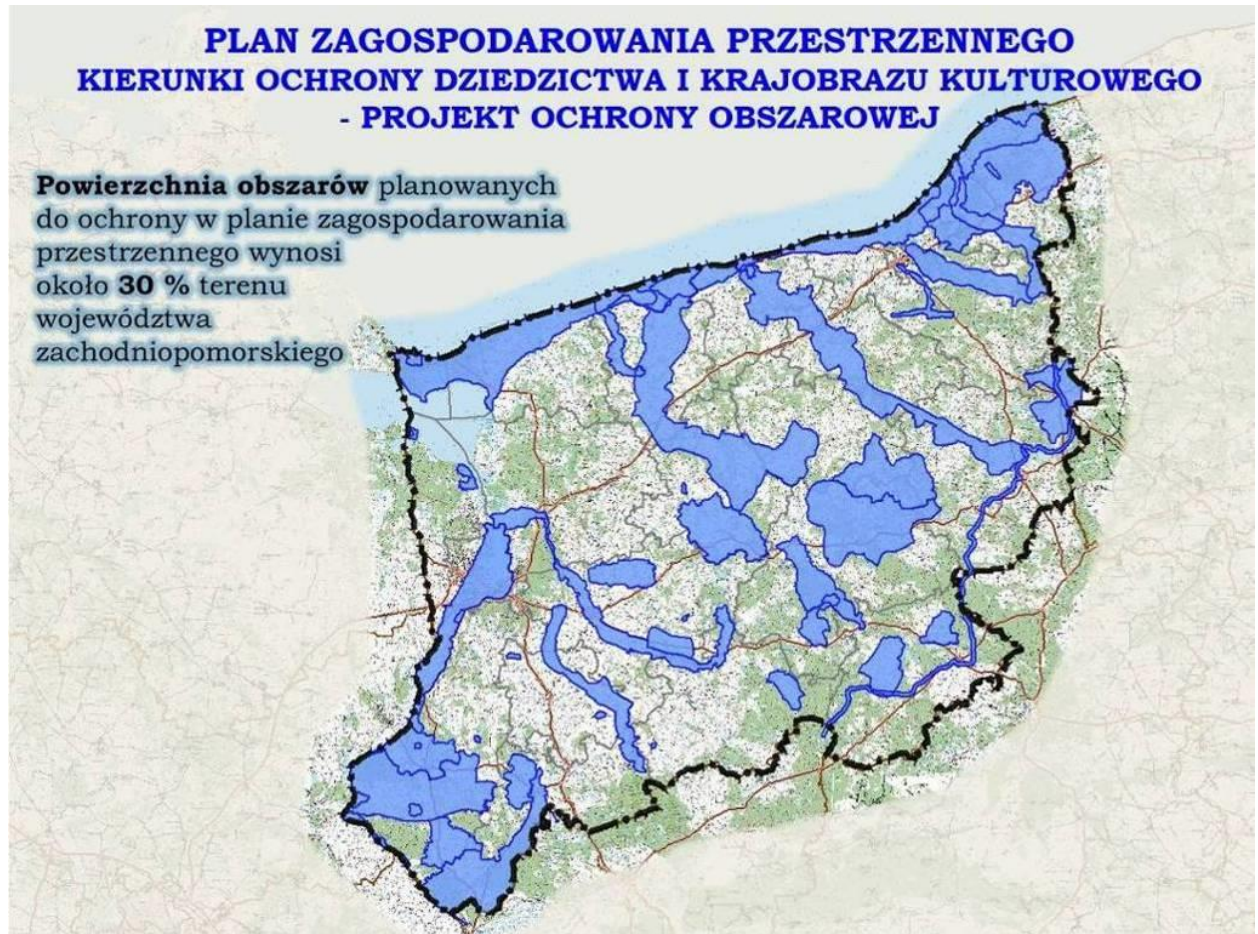 PLAN ZAGOSPODAROWANIA PRZESTRZENNEGO
KIERUNKI OCHRONY DZIEDZICTWA I KRAJOBRAZU KULTUROWEGO
- PROJEKT OCHRONY OBSZAROWEJ
Powierzchnia obszarów planowanych
do ochrony w planie zagospodarowania
przestrzennego wynosi
około 30 % terenu
województwa
zachodniopomorskiego